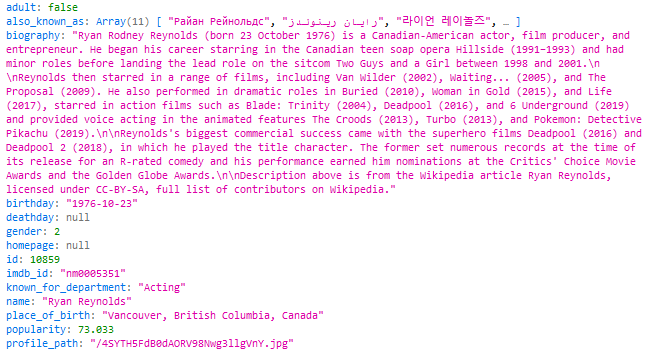 adult: false
also_known_as: Array(11) [ "Райан Рейнольдс", "رایان رینولدز", "라이언 레이놀즈", … ]
biography: "Ryan Rodney Reynolds (born 23 October 1976) is a Canadian-American actor, film producer, and
entrepreneur. He began his career starring in the Canadian teen soap opera Hillside (1991–1993) and had
minor roles before landing the lead role on the sitcom Two Guys and a Girl between 1998 and 2001.\n
\nReynolds then starred in a range of films, including Van Wilder (2002), Waiting... (2005), and The
Proposal (2009). He also performed in dramatic roles in Buried (2010), Woman in Gold (2015), and Life
(2017), starred in action films such as Blade: Trinity (2004), Deadpool (2016), and 6 Underground (2019)
and provided voice acting in the animated features The Croods (2013), Turbo (2013), and Pokemon: Detective
Pikachu (2019).\n\nReynolds's biggest commercial success came with the superhero films Deadpool (2016) and
Deadpool 2 (2018), in which he played the title character. The former set numerous records at the time of
its release for an R-rated comedy and his performance earned him nominations at the Critics' Choice Movie
Awards and the Golden Globe Awards.\n\nDescription above is from the Wikipedia article Ryan Reynolds,
licensed under CC-BY-SA, full list of contributors on Wikipedia."
birthday: "1976-10-23"
deathday: null
gender: 2
homepage: null
id: 10859
imdb_id: "nm0005351"
known_for_department: "Acting"
name: "Ryan Reynolds"
place_of_birth: "Vancouver, British Columbia, Canada"
popularity: 73.033
profile_path: "/4SYTH5FdB0dAORV98Nwg3llgVnY.jpg"